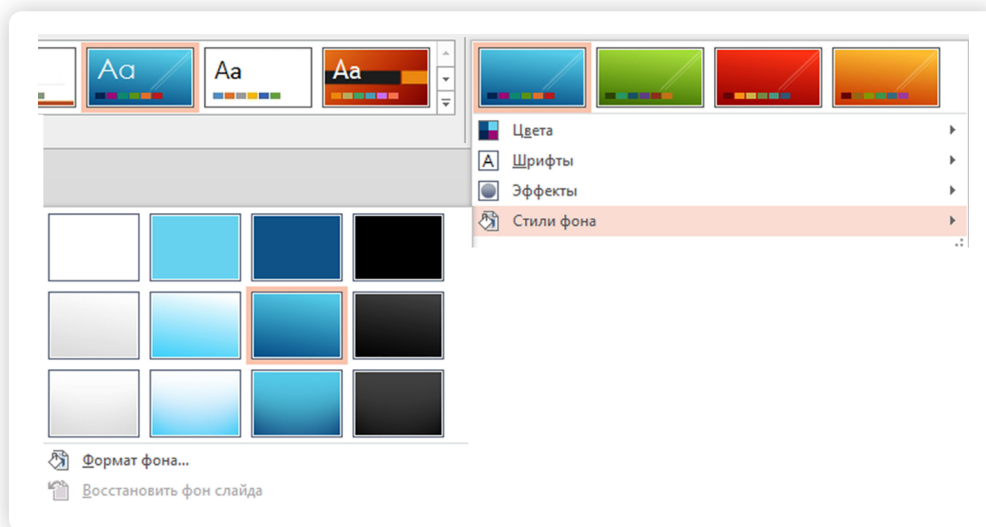 Aa
Aa
Aa
Цвета
Шрифты
Эффекты
Стили фона
Формат фона...
Восстановить фон слайда